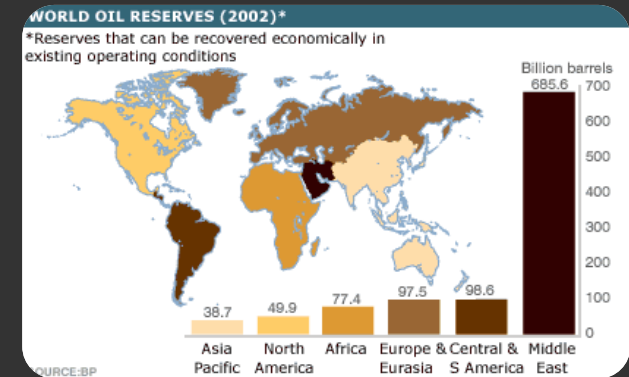 WORLD OIL RESERVES (2002)*
*Reserves that can be recovered economically in
existing operating conditions
Billion barrels
685.6
700
600
500
400
300
200
100
0
38.7
49.9
77.4
97.5
98.6
Asia Pacific
North America
Africa
Europe & Eurasia
Central & S America
Middle East
OURCE:BP